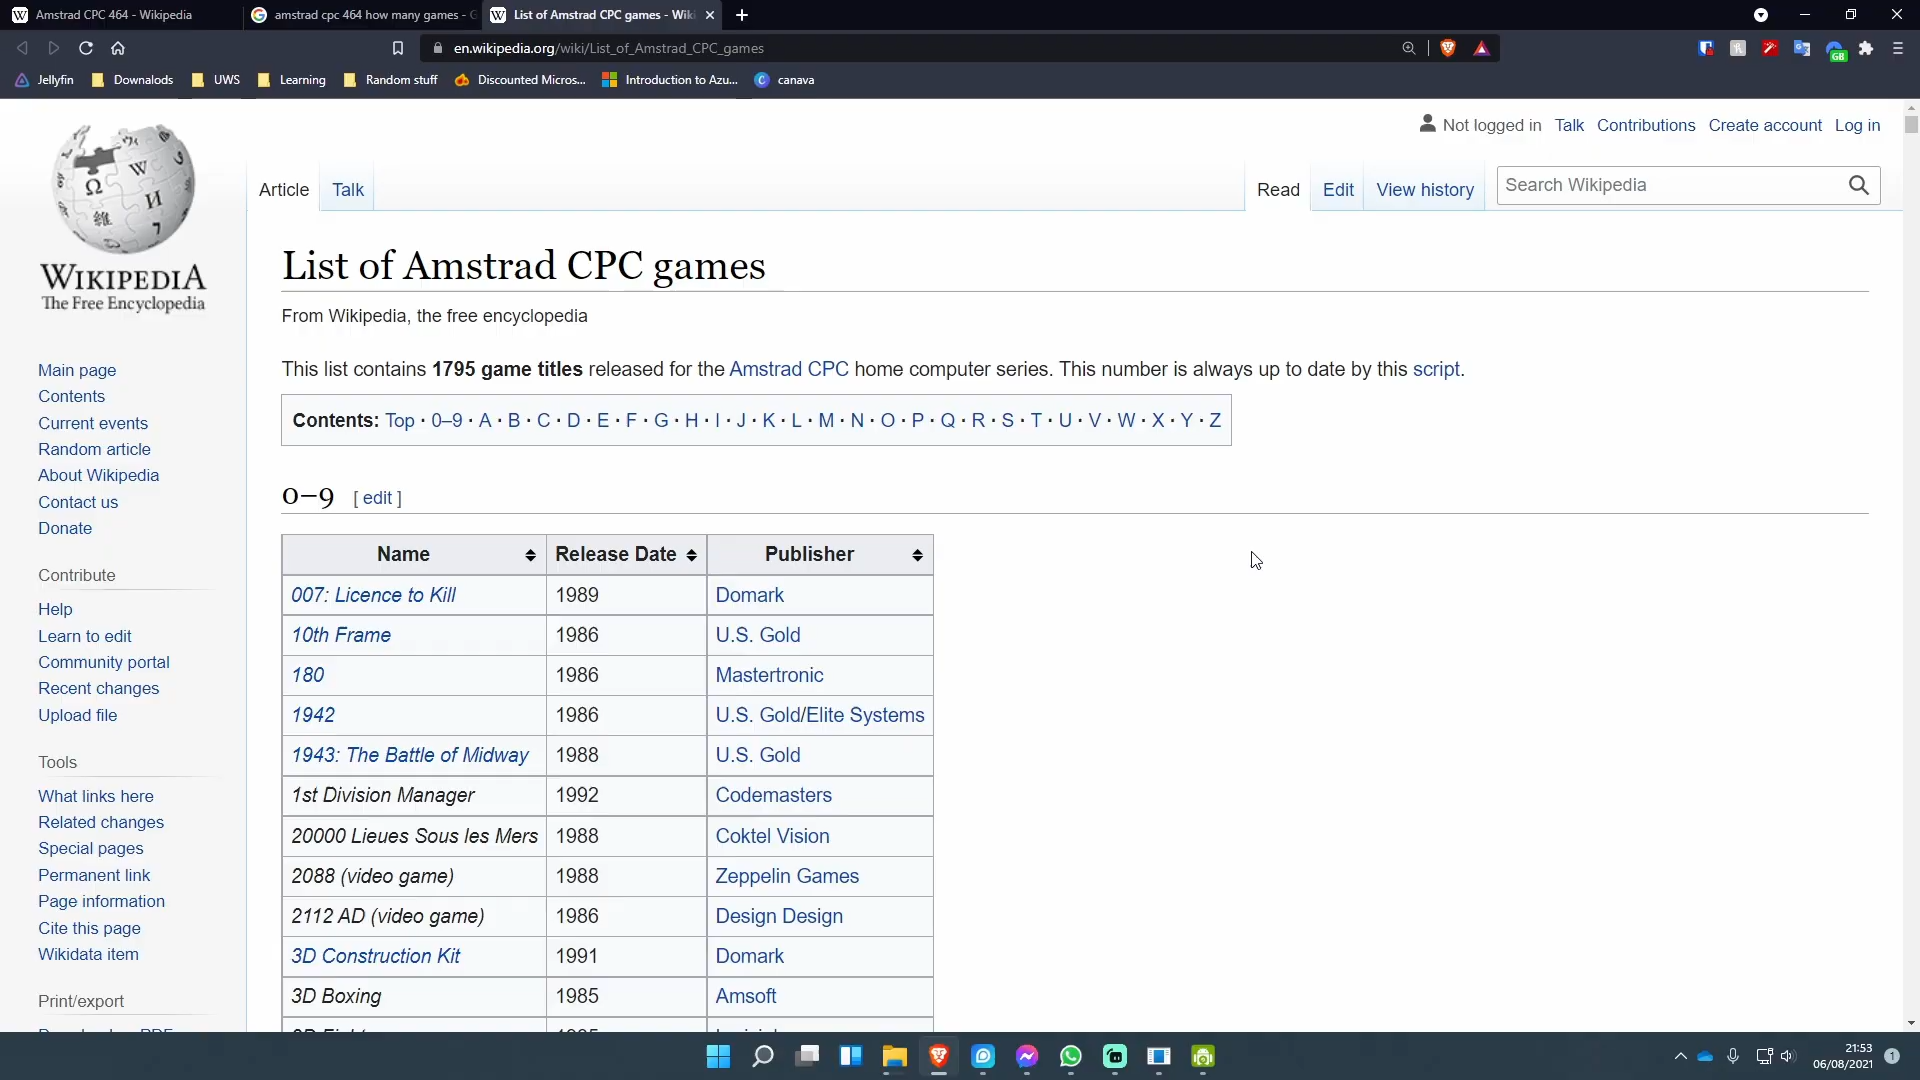 Amstrad CPC 464 - Wikipedia
amstrad cpc 464 how many games - G
List of Amstrad CPC games - Wiki
en.wikipedia.org/wiki/List_of_Amstrad_CPC_games
GB
Jellyfin
Downalods
UWS
Learning
Random stuff
Discounted Micros...
Introduction to Azu...
canava
Not logged in
Talk
Contributions
Create account
Log in
WIKIPEDIA
The Free Encyclopedia
Article
Talk
Read
Edit
View history
Search Wikipedia
List of Amstrad CPC games
From Wikipedia, the free encyclopedia
This list contains 1795 game titles released for the Amstrad CPC home computer series. This number is always up to date by this script.
Contents: Top · 0–9 · A · B · C · D · E · F · G · H · I · J · K · L · M · N · O · P · Q · R · S · T · U · V · W · X · Y · Z
Main page
Contents
Current events
Random article
About Wikipedia
Contact us
Donate
Contribute
Help
Learn to edit
Community portal
Recent changes
Upload file
Tools
What links here
Related changes
Special pages
Permanent link
Page information
Cite this page
Wikidata item
Print/export
0–9 [ edit ]
Name Release Date Publisher
007: Licence to Kill 1989 Domark
10th Frame 1986 U.S. Gold
180 1986 Mastertronic
1942 1986 U.S. Gold/Elite Systems
1943: The Battle of Midway 1988 U.S. Gold
1st Division Manager 1992 Codemasters
20000 Lieues Sous les Mers 1988 Coktel Vision
2088 (video game) 1988 Zeppelin Games
2112 AD (video game) 1986 Design Design
3D Construction Kit 1991 Domark
3D Boxing 1985 Amsoft
21:53
06/08/2021
1